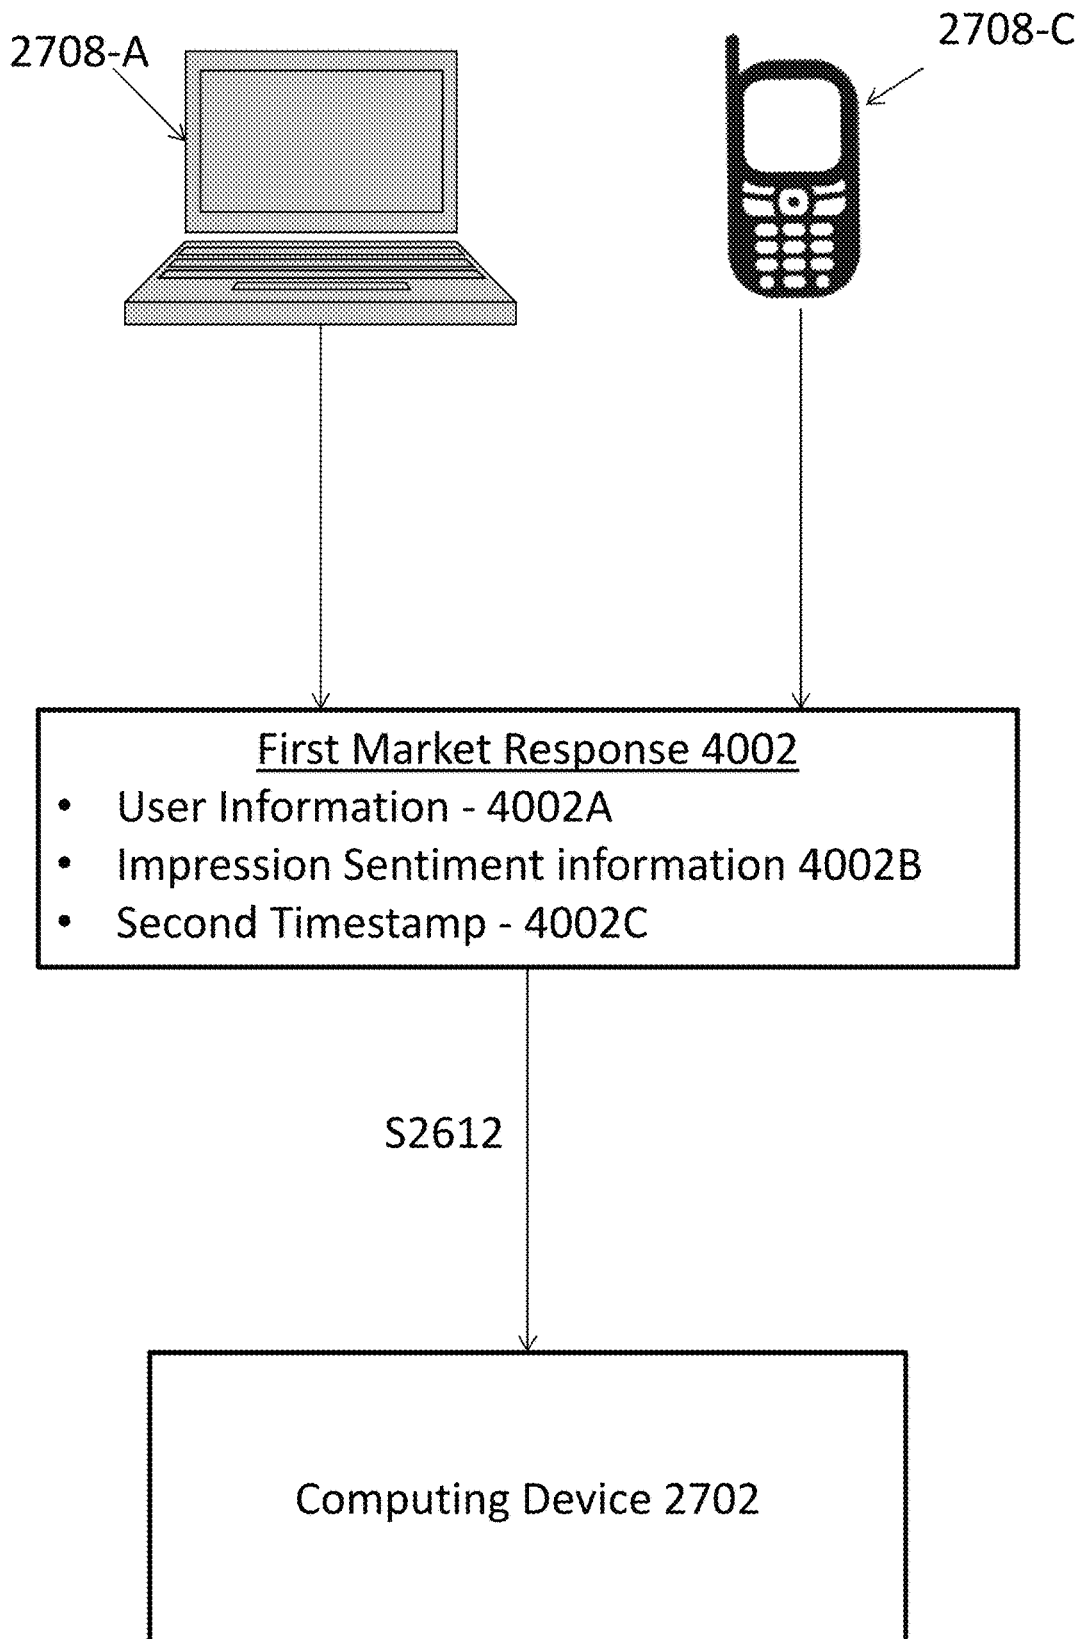 2708-A
2708-C
First Market Response 4002
• User Information - 4002A
• Impression Sentiment information 4002B
• Second Timestamp - 4002C
S2612
Computing Device 2702